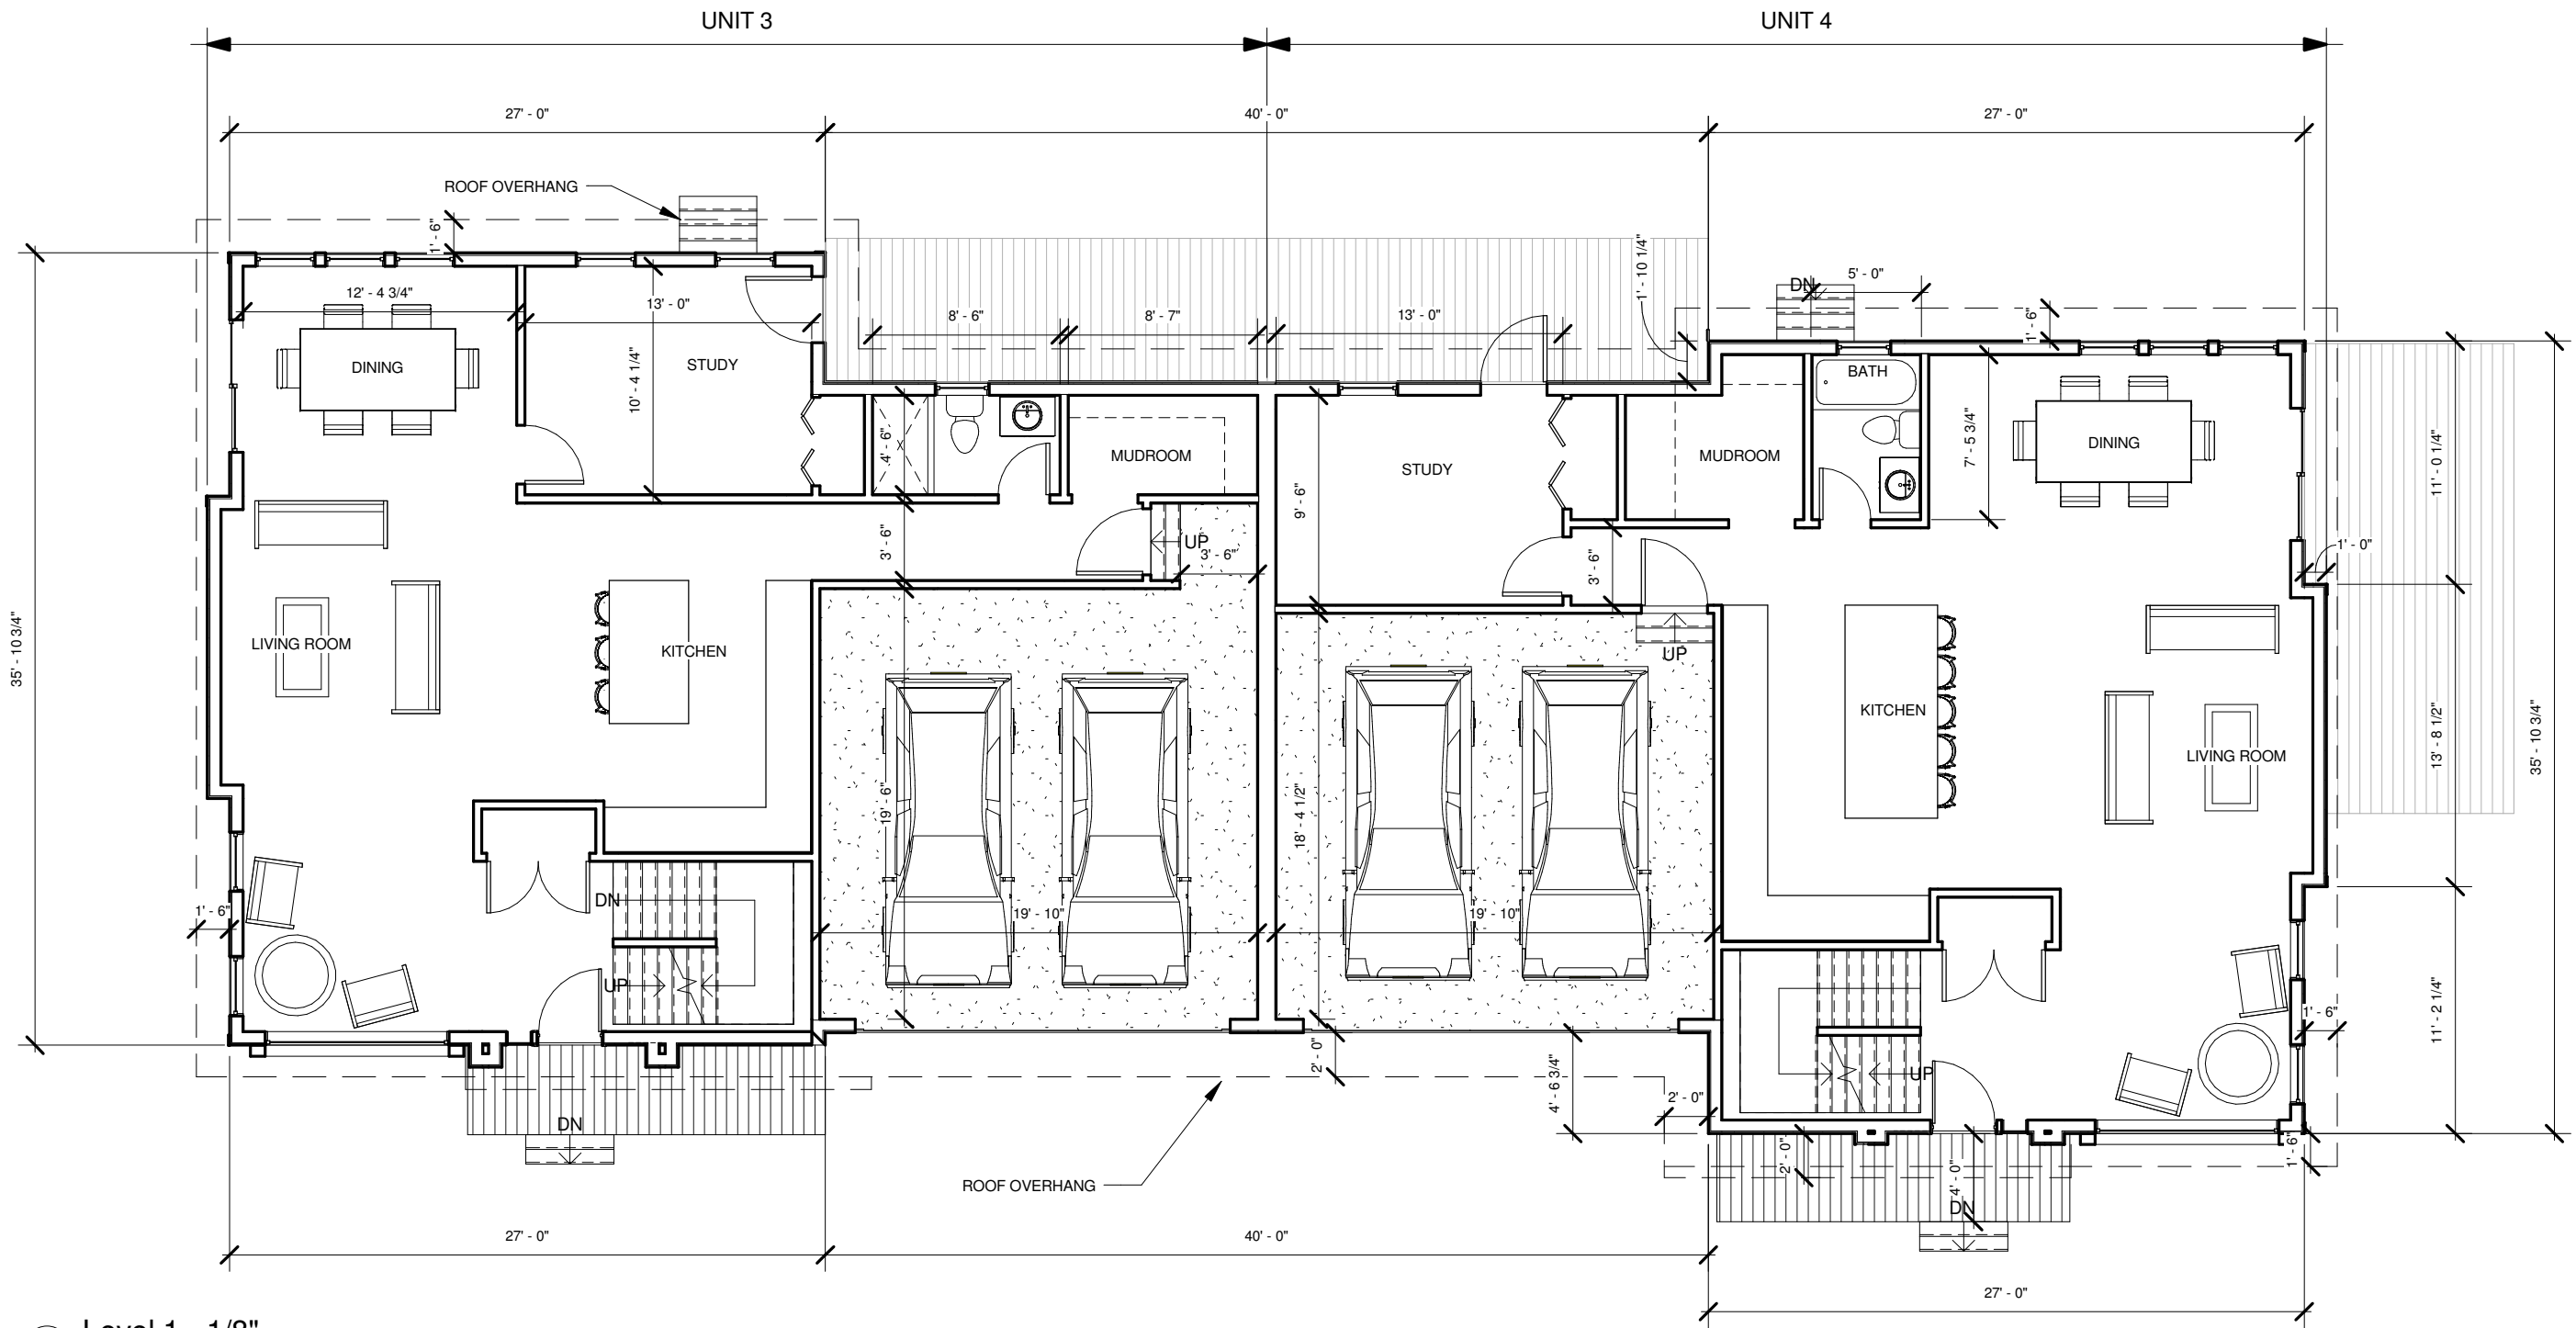 UNIT 3
UNIT 4
27' - 0"
40' - 0"
27' - 0"
ROOF OVERHANG
1' - 6"
1' - 10 1/4"
DN
5' - 0"
1' - 6"
12' - 4 3/4"
13' - 0"
8' - 6"
8' - 7"
13' - 0"
DINING
STUDY
10' - 4 1/4"
BATH
4' - 6"
MUDROOM
STUDY
MUDROOM
7' - 5 3/4"
DINING
11' - 0 1/4"
9' - 6"
3' - 6"
UP
3' - 6"
3' - 6"
1' - 0"
35' - 10 3/4"
LIVING ROOM
KITCHEN
UP
KITCHEN
LIVING ROOM
13' - 8 1/2"
35' - 10 3/4"
19' - 6"
18' - 4 1/2"
DN
1' - 6"
19' - 10"
19' - 10"
UP
1' - 6"
11' - 2 1/4"
2' - 0"
4' - 6 3/4"
UP
2' - 0"
DN
2' - 0"
4' - 0"
1' - 6"
ROOF OVERHANG
DN
27' - 0"
40' - 0"
27' - 0"
Level 1 - 1/8"